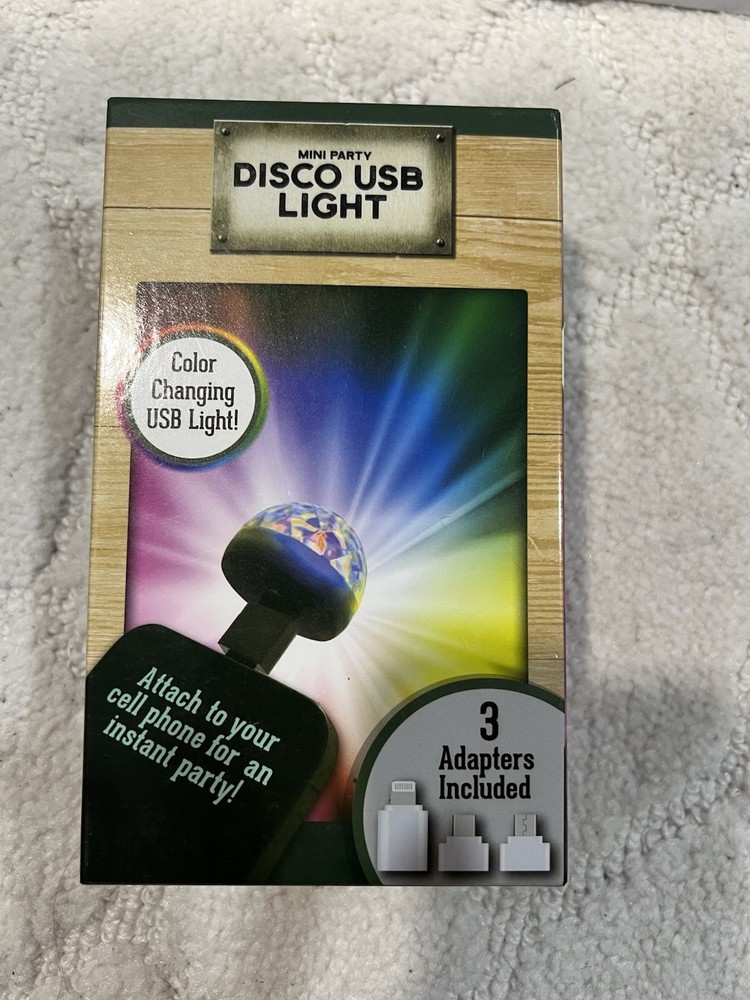 MINI PARTY
DISCO USB
LIGHT
Color
Changing
USB Light!
Attach to your
cell phone for an
instant party!
3
Adapters
Included